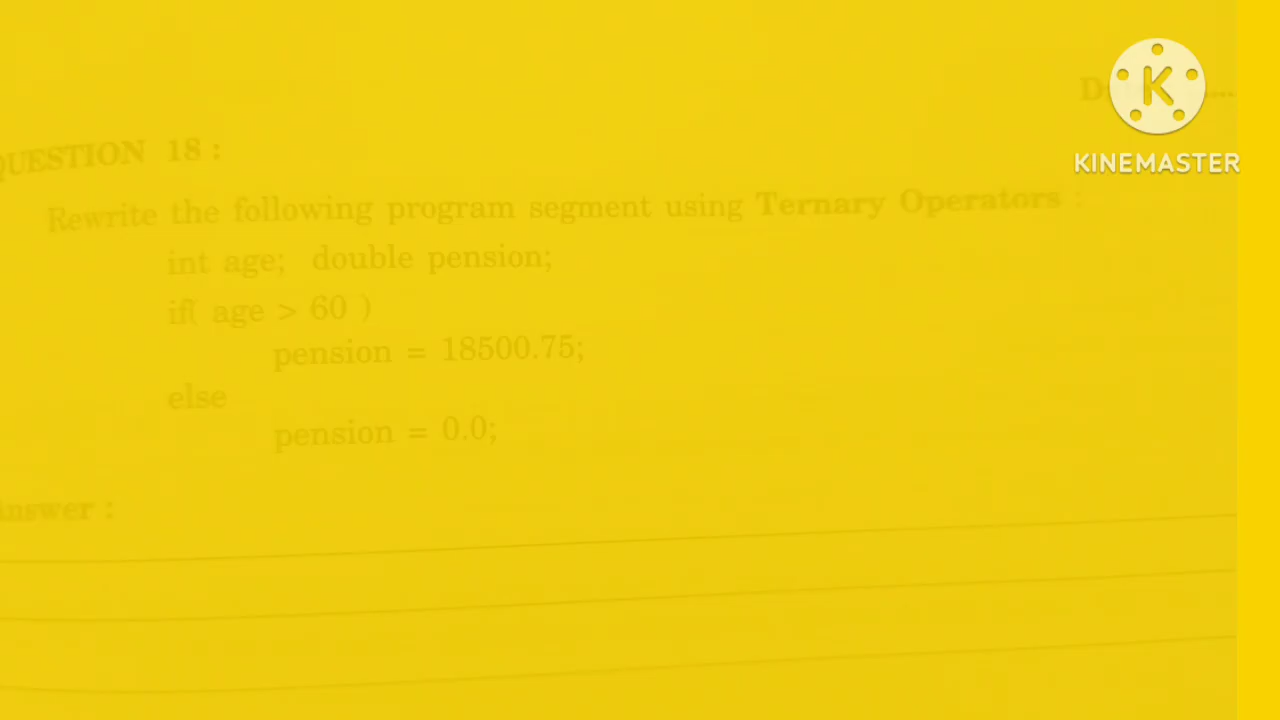 QUESTION 18 :
Rewrite the following program segment using Ternary Operators :
int age; double pension;
if( age > 60 )
pension = 18500.75;
else
pension = 0.0;
Answer :
K
KINEMASTER